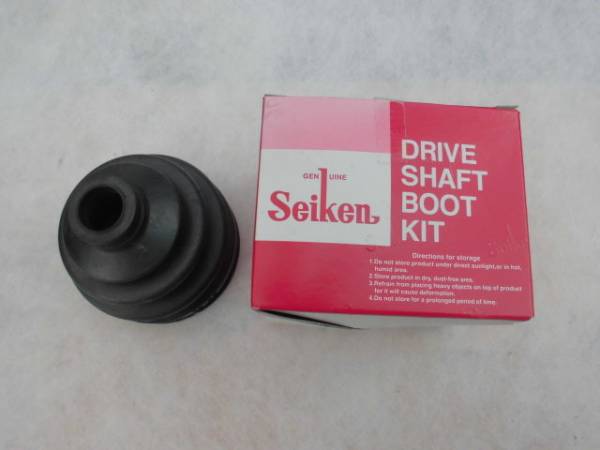 GENUINE
Seiken
DRIVE
SHAFT
BOOT
KIT
Directions for storage
1.Do not store product under direct sunlight,or in hot,
humid area.
2.Store product in dry, dust-free area.
3.Refrain from placing heavy objects on top of product
for it will cause deformation.
4.Do not store for a prolonged period of time.